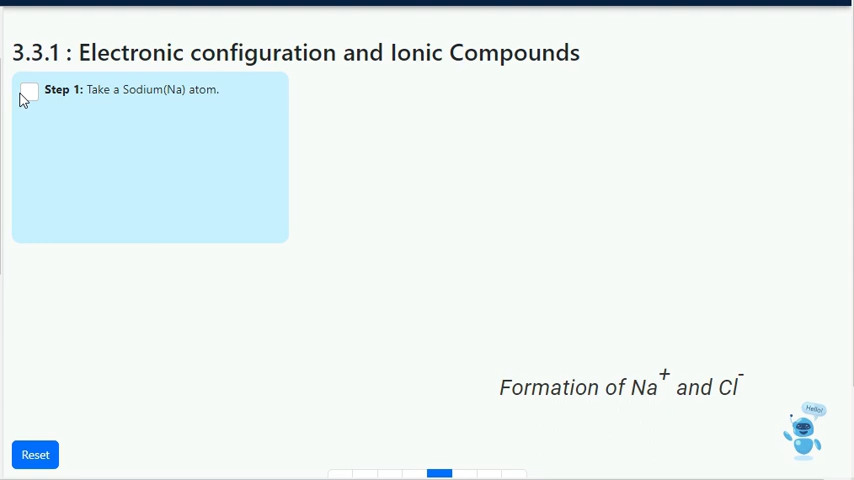 3.3.1 : Electronic configuration and Ionic Compounds
Step 1: Take a Sodium(Na) atom.
Formation of Na⁺ and Cl⁻
Hello!
Reset